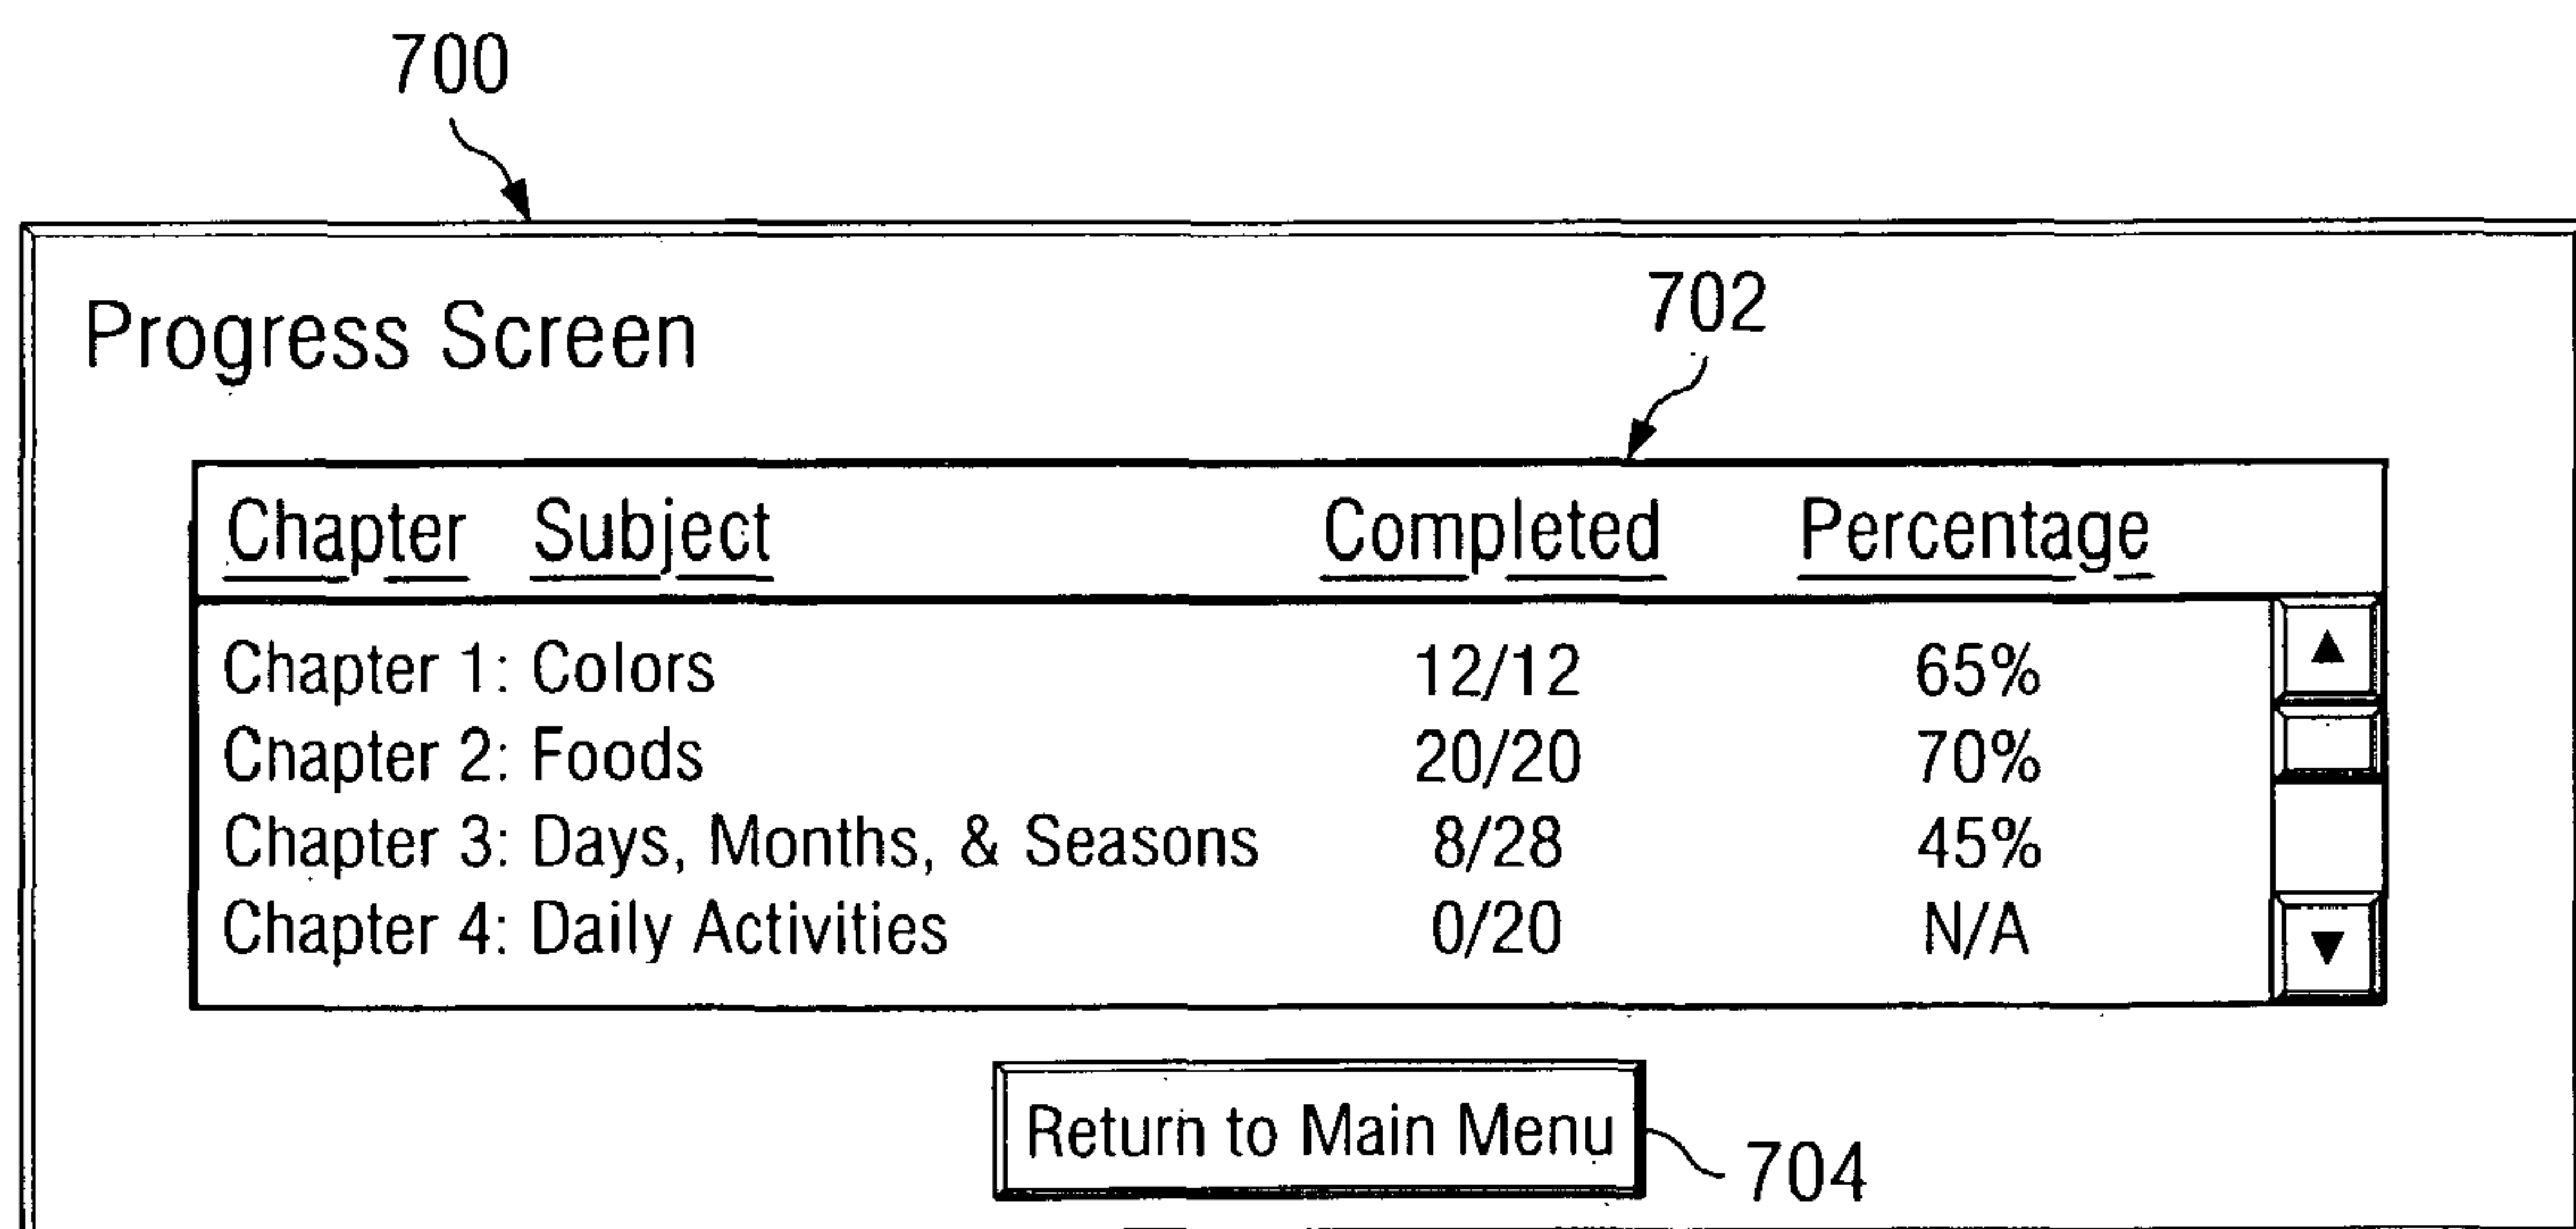 700
Progress Screen
702
Chapter Subject Completed Percentage
Chapter 1: Colors 12/12 65%
Chapter 2: Foods 20/20 70%
Chapter 3: Days, Months, & Seasons 8/28 45%
Chapter 4: Daily Activities 0/20 N/A
Return to Main Menu
704